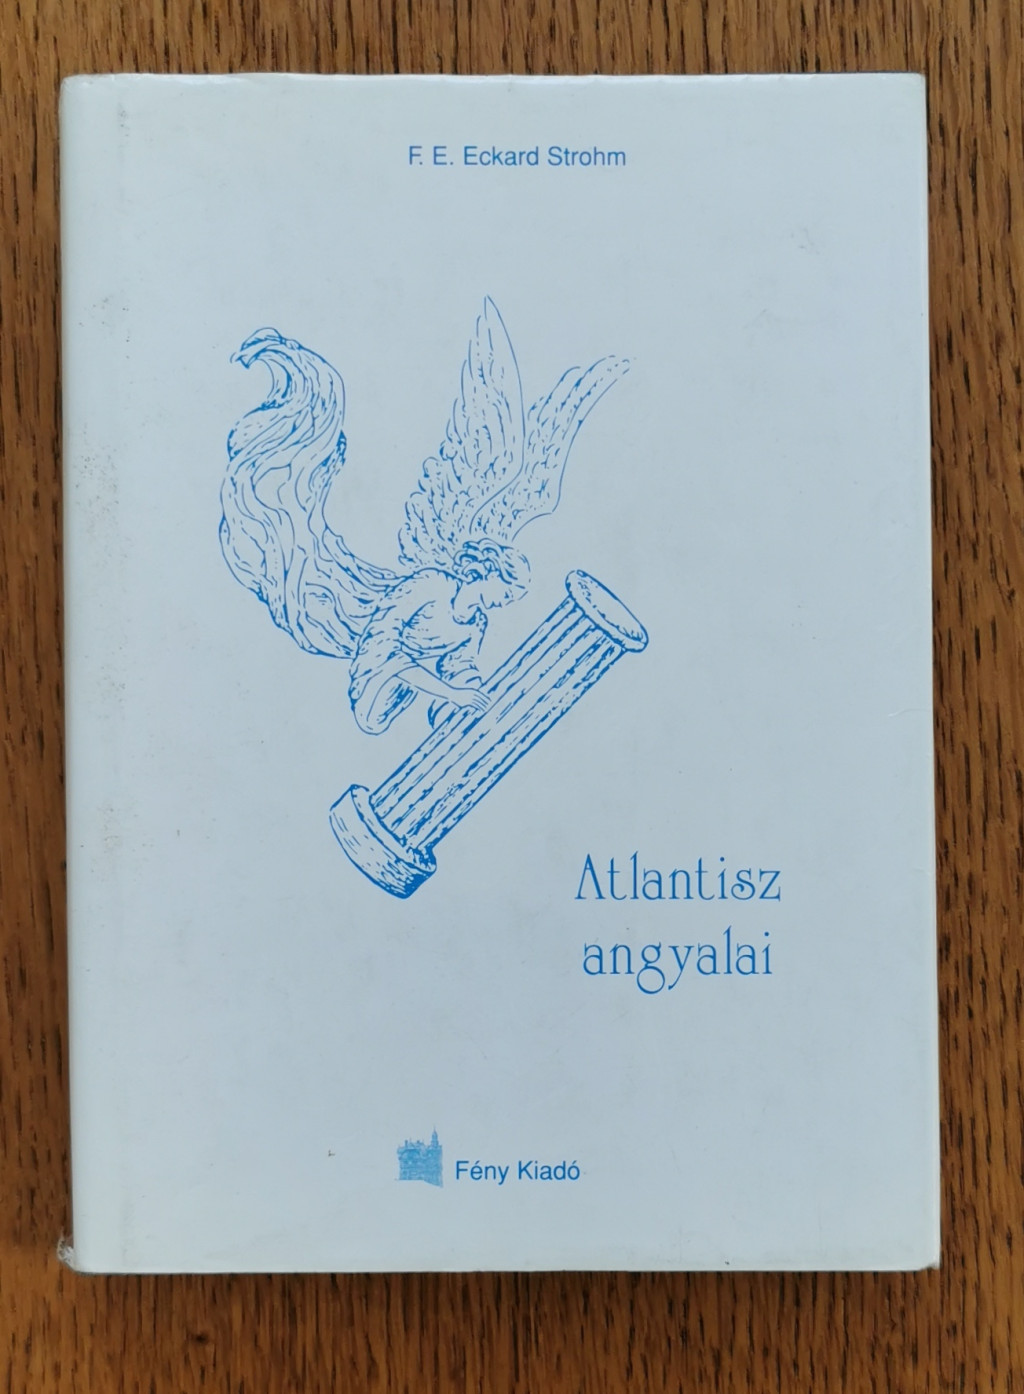 F. E. Eckard Strohm
Atlantisz
angyalai
Fény Kiadó